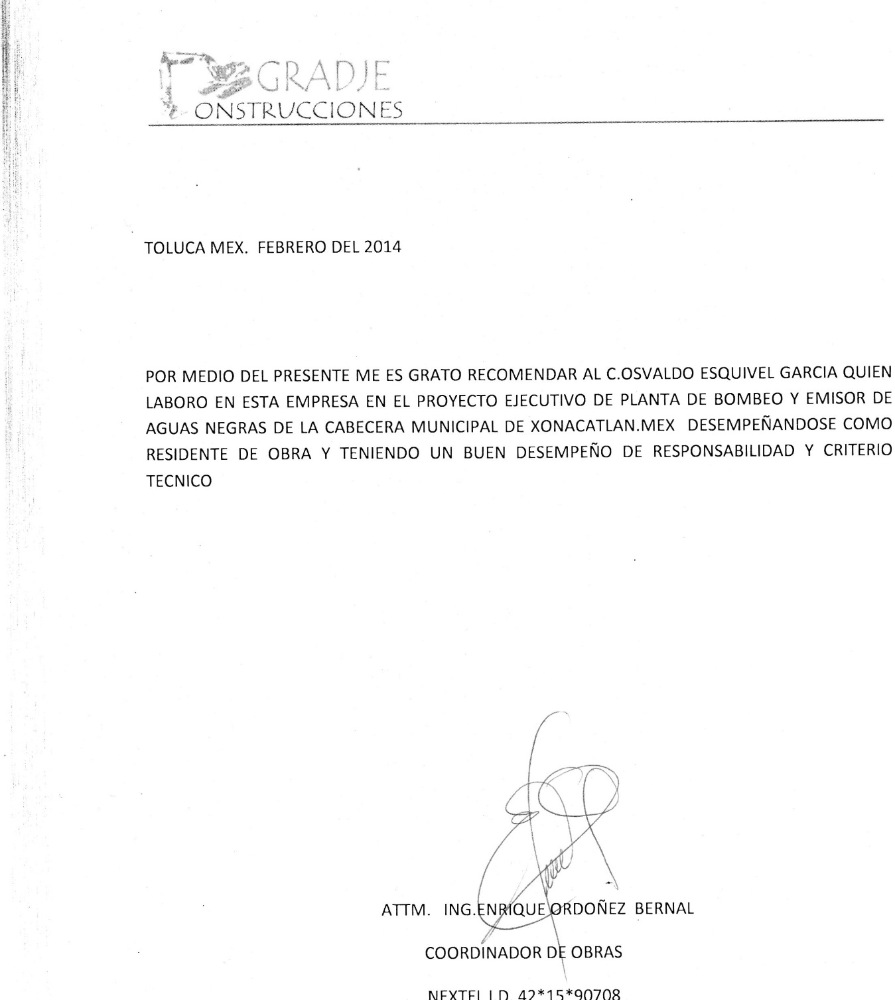 GRADJE
ONSTRUCCIONES
TOLUCA MEX. FEBRERO DEL 2014
POR MEDIO DEL PRESENTE ME ES GRATO RECOMENDAR AL C.OSVALDO ESQUIVEL GARCIA QUIEN
LABORO EN ESTA EMPRESA EN EL PROYECTO EJECUTIVO DE PLANTA DE BOMBEO Y EMISOR DE
AGUAS NEGRAS DE LA CABECERA MUNICIPAL DE XONACATLAN.MEX DESEMPEÑANDOSE COMO
RESIDENTE DE OBRA Y TENIENDO UN BUEN DESEMPEÑO DE RESPONSABILIDAD Y CRITERIO
TECNICO
ATTM. ING.ENRIQUE ORDOÑEZ BERNAL
COORDINADOR DE OBRAS
NEXTEL I.D. 42*15*90708